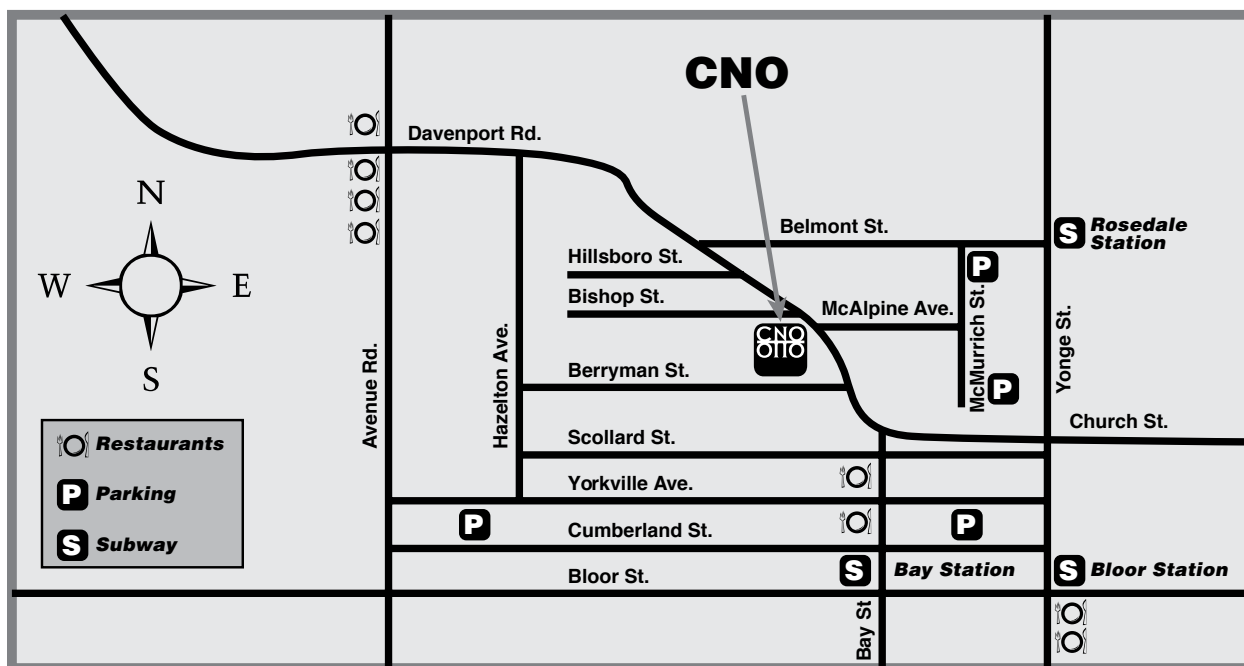 CNO
Davenport Rd.
N
Belmont St.
S Rosedale
Station
Hillsboro St.
P
W
E
Bishop St.
McAlpine Ave.
CNO
OIIO
S
Berryman St.
McMurrich St.
P
Yonge St.
Avenue Rd.
Hazelton Ave.
Church St.
Scollard St.
Restaurants
Yorkville Ave.
P Parking
P
Cumberland St.
P
S Subway
Bloor St.
S
Bay Station
S Bloor Station
Bay St